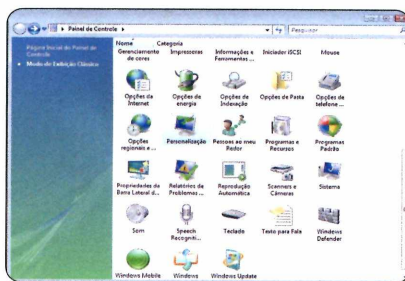 Painel de Controle
Pesquisar
Página Inicial do Painel de
Controle
Modo de Exibição Clássico
Nome Categoria
Gerenciamento
de cores
Impressoras
Informações e
Ferramentas ...
Iniciador iSCSI
Mouse
Opções da
Internet
Opções de
energia
Opções de
Indexação
Opções de Pasta
Opções de
telefone ...
Opções
regionais e ...
Personalização
Pessoas ao meu
Redor
Programas e
Recursos
Programas
Padrão
Propriedades da
Barra Lateral d...
Relatórios de
Problemas ...
Reprodução
Automática
Scanners e
Câmeras
Sistema
Som
Speech
Recogniti...
Teclado
Texto para Fala
Windows
Defender
Windows Mobile
Windows
Windows Update